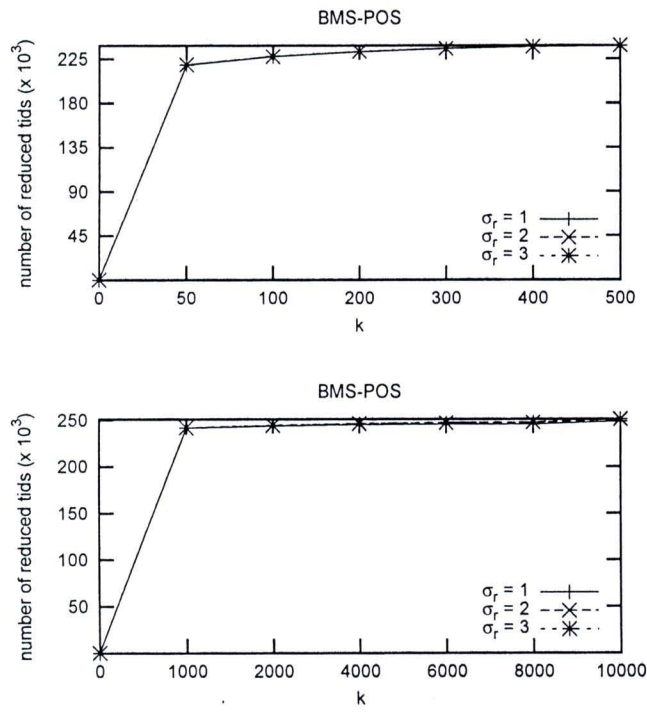 BMS-POS
number of reduced tids (x 10³)
225
180
135
90
45
σr = 1
σr = 2
σr = 3
0 50 100 200 300 400 500
k
BMS-POS
number of reduced tids (x 10³)
250
200
150
100
50
σr = 1
σr = 2
σr = 3
0 1000 2000 4000 6000 8000 10000
k